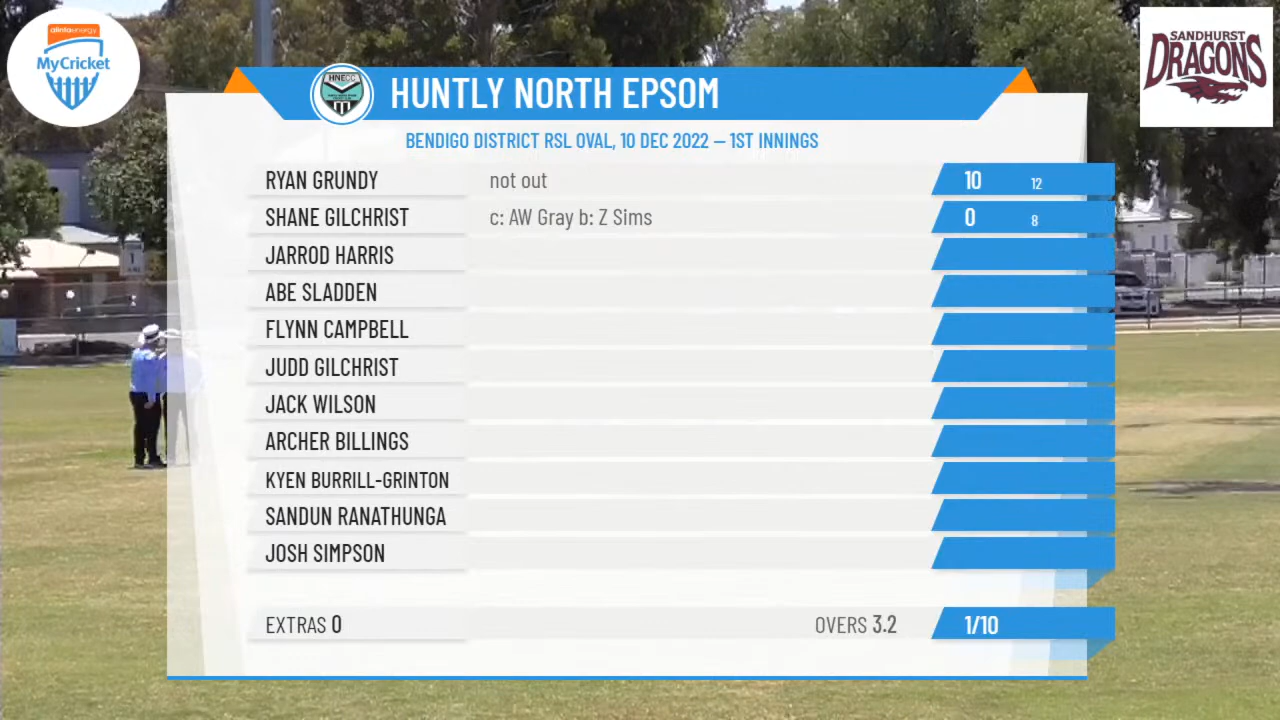 alintaenergy
MyCricket
SANDHURST
DRAGONS
HNECC
HUNTLY NORTH EPSOM
BENDIGO DISTRICT RSL OVAL, 10 DEC 2022 – 1ST INNINGS
RYAN GRUNDY not out 10 12
SHANE GILCHRIST c: AW Gray b: Z Sims 0 8
JARROD HARRIS
ABE SLADDEN
FLYNN CAMPBELL
JUDD GILCHRIST
JACK WILSON
ARCHER BILLINGS
KYEN BURRILL-GRINTON
SANDUN RANATHUNGA
JOSH SIMPSON
EXTRAS 0 OVERS 3.2 1/10